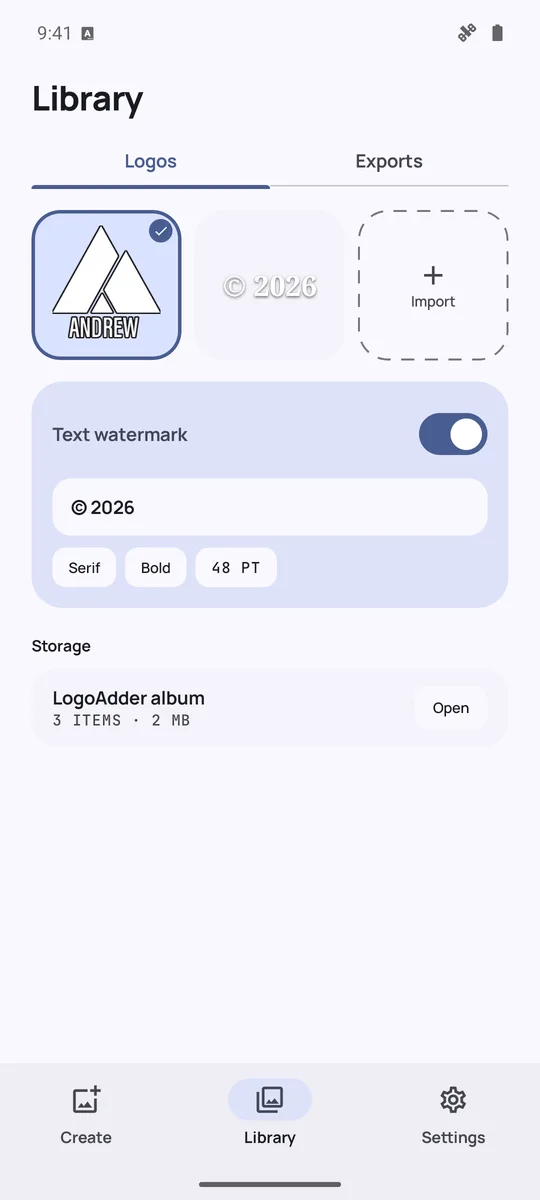 9:41 A
Library
Logos Exports
ANDREW
© 2026
Import
Text watermark
© 2026
Serif Bold 48 PT
Storage
LogoAdder album
3 ITEMS · 2 MB
Open
Create Library Settings